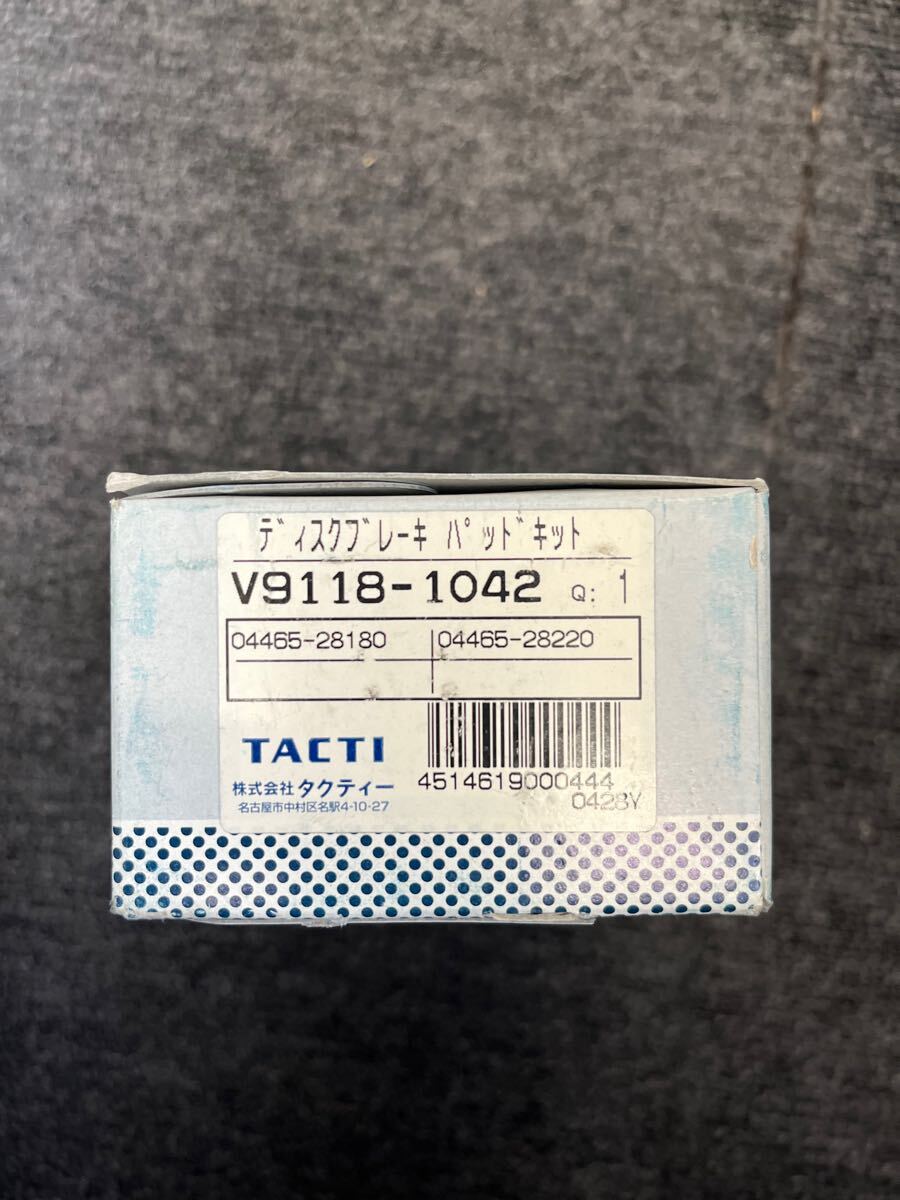 ﾃﾞｨｽｸﾌﾞﾚｰｷ ﾊﾟｯﾄﾞｷｯﾄ
V9118-1042 Q: 1
04465-28180 04465-28220
TACTI
株式会社 タクティー
名古屋市中村区名駅4-10-27
4514619000444
0428Y